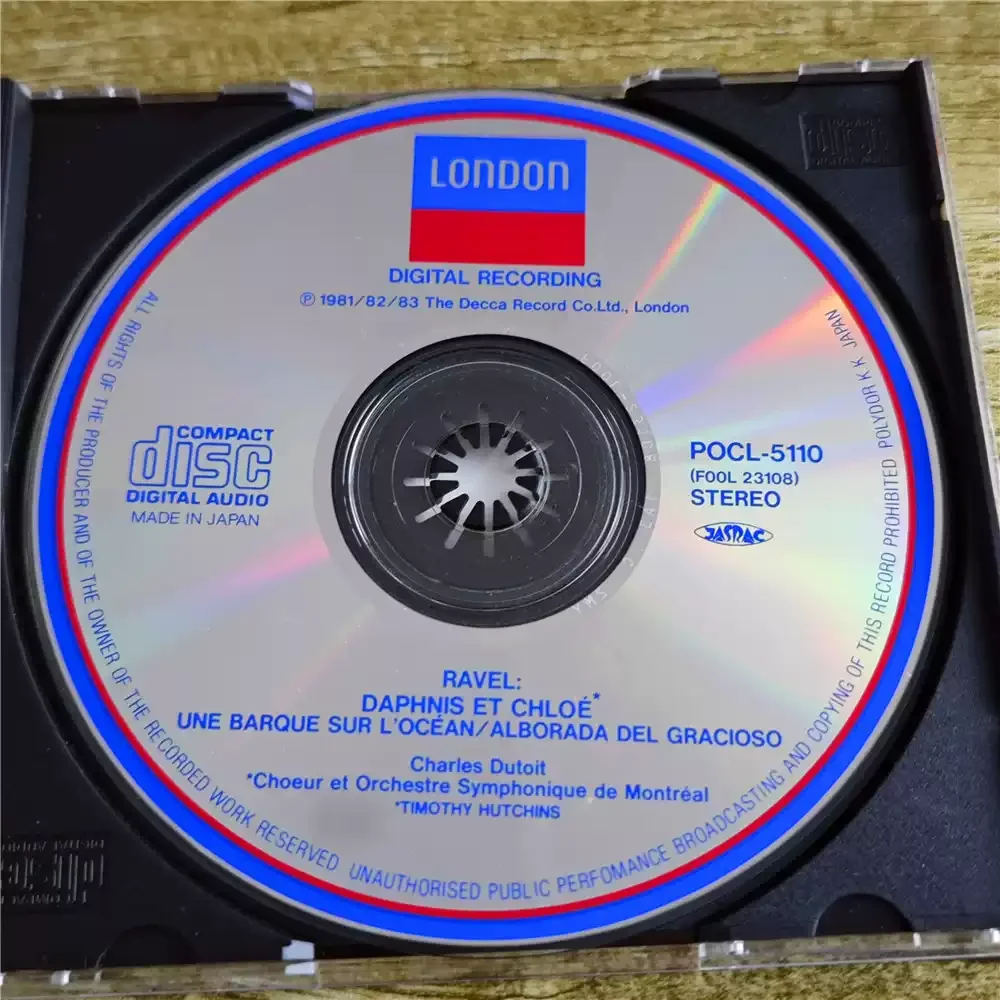 LONDON
DIGITAL RECORDING
Ⓟ 1981/82/83 The Decca Record Co.Ltd., London
COMPACT
disc
DIGITAL AUDIO
MADE IN JAPAN
POCL-5110
(F00L 23108)
STEREO
JASRAC
RAVEL:
DAPHNIS ET CHLOÉ*
UNE BARQUE SUR L'OCÉAN/ALBORADA DEL GRACIOSO
Charles Dutoit
*Choeur et Orchestre Symphonique de Montréal
*TIMOTHY HUTCHINS
ALL RIGHTS OF THE PRODUCER AND OF THE OWNER OF THE RECORDED WORK RESERVED UNAUTHORISED PUBLIC PERFOMANCE BROADCASTING AND COPYING OF THIS RECORD PROHIBITED POLYDOR K K JAPAN